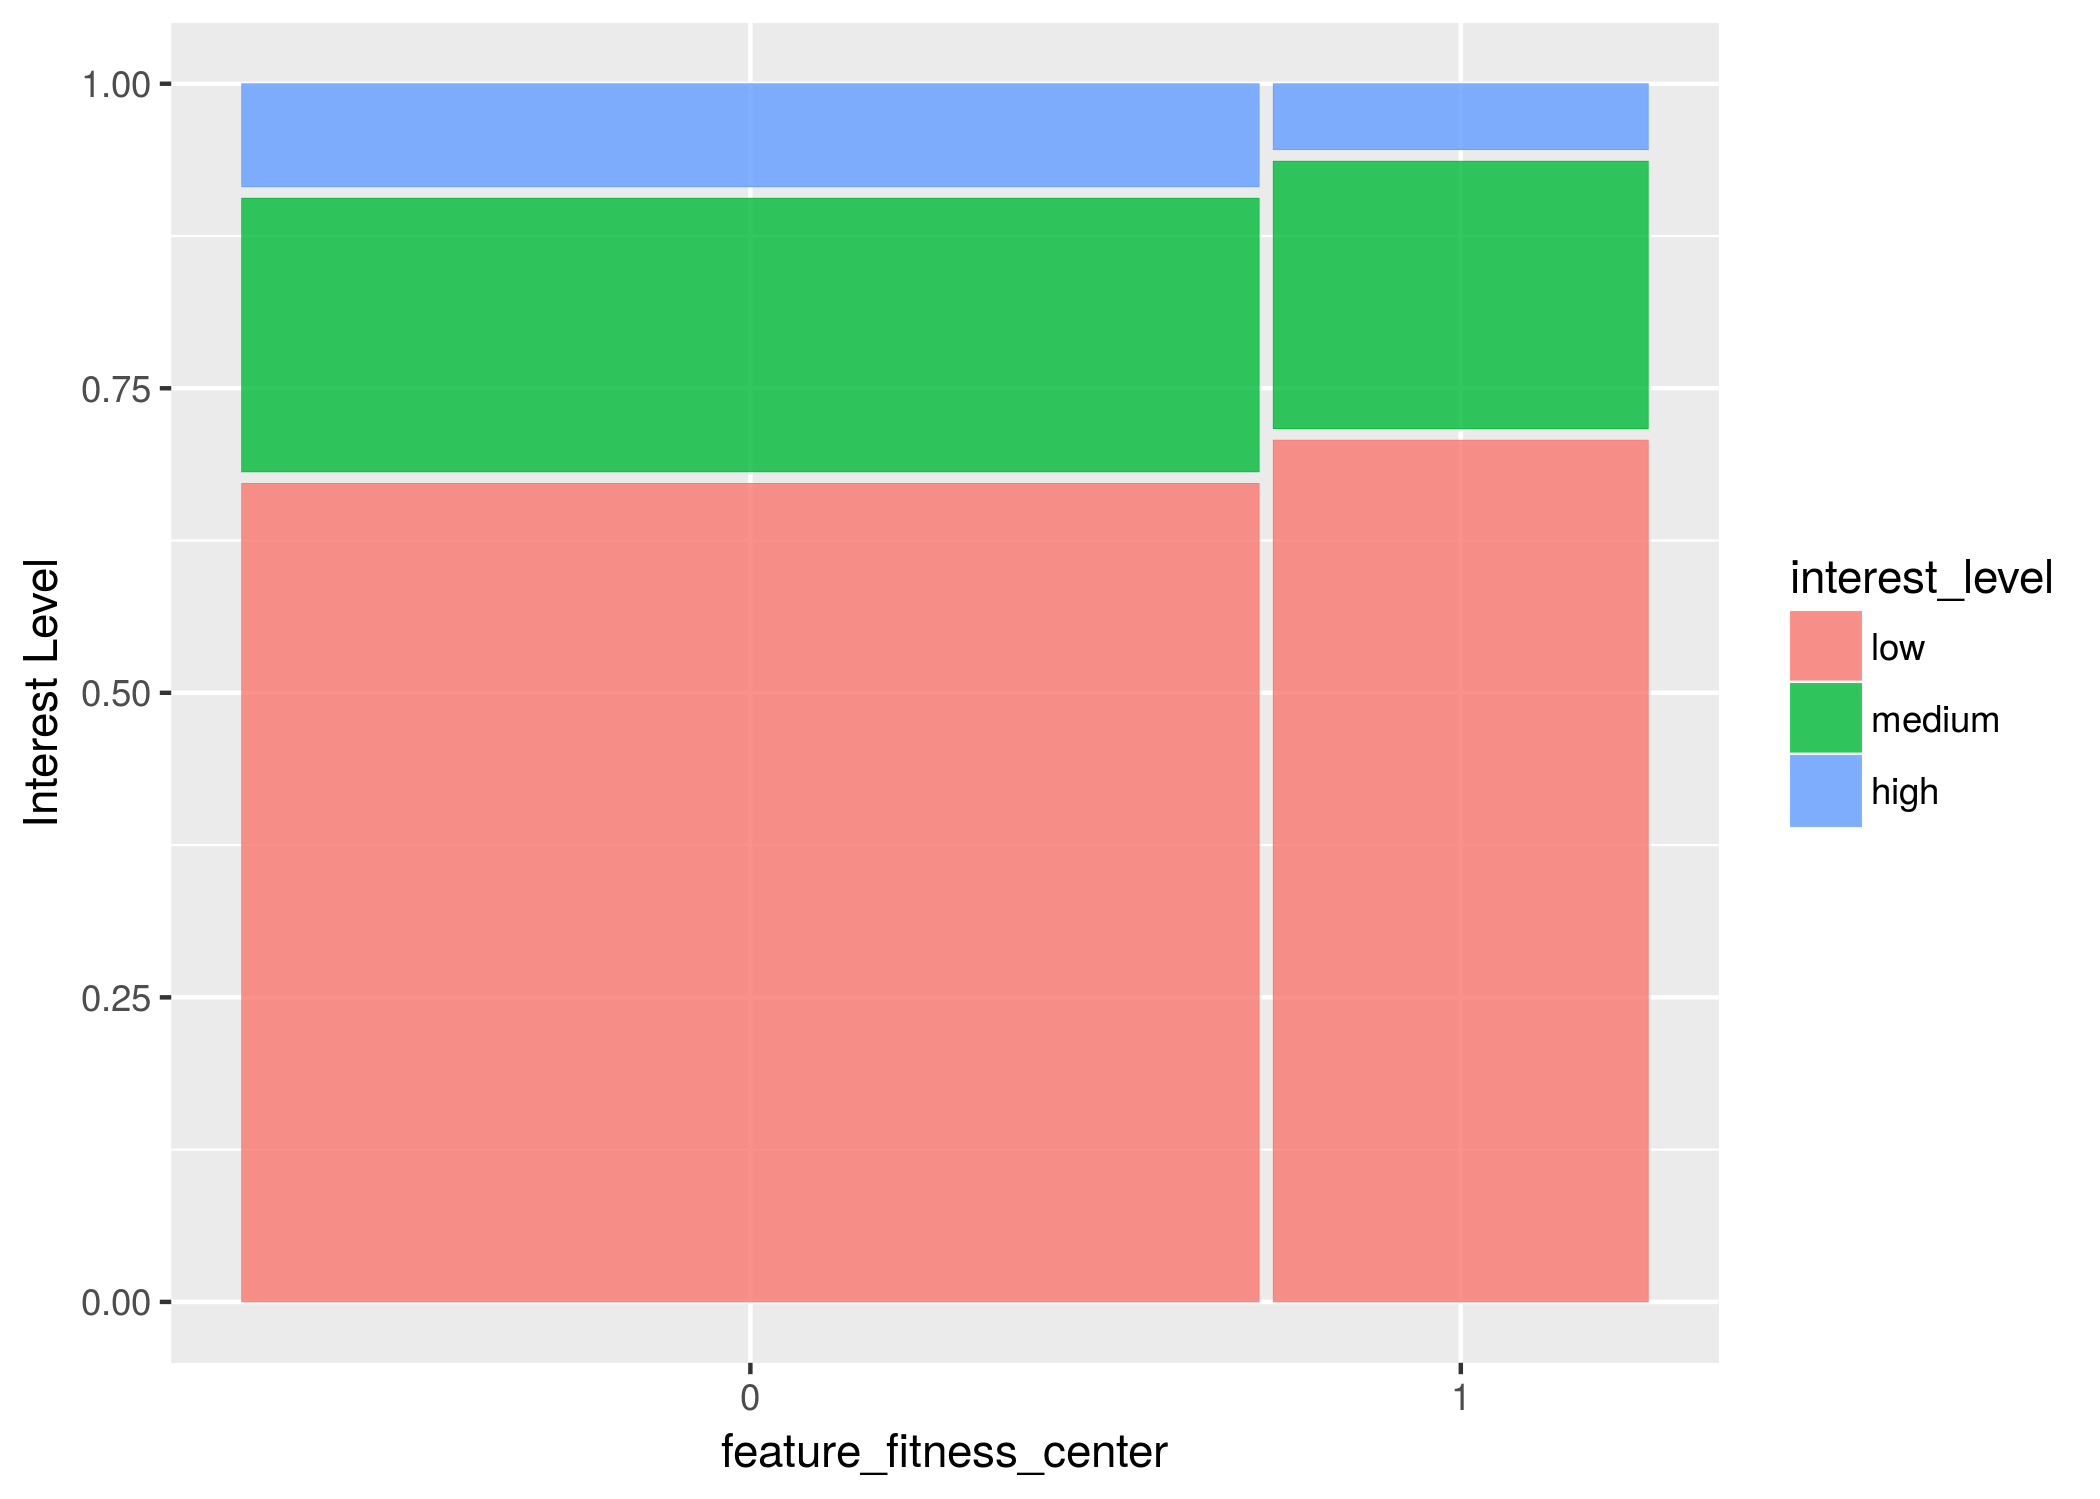 1.00
0.75
0.50
0.25
0.00
Interest Level
0
1
feature_fitness_center
interest_level
low
medium
high